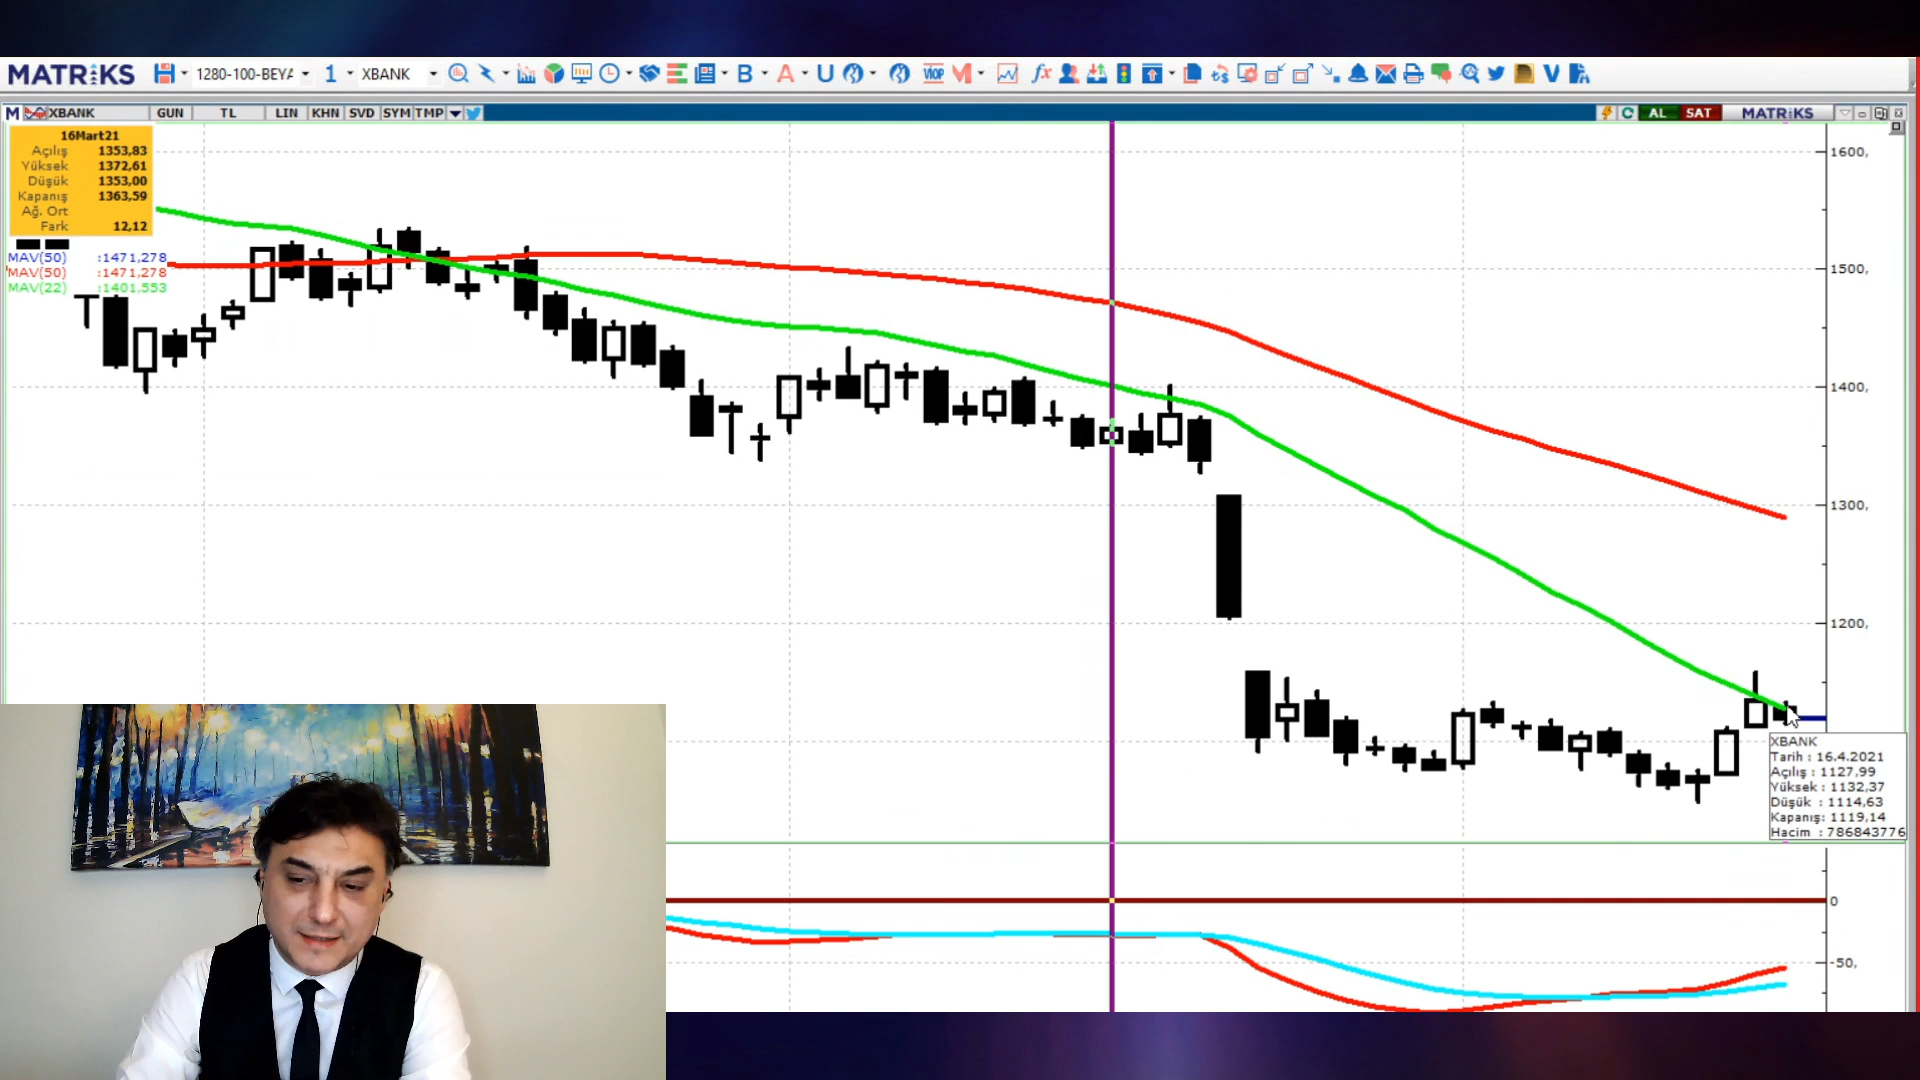 MATRİKS 1280-100-BEYA 1 XBANK B A U VIOP M fx V
M XBANK GUN TL LIN KHN SVD SYM TMP AL SAT MATRİKS
16Mart21
Açılış 1353,83
Yüksek 1372,61
Düşük 1353,00
Kapanış 1363,59
Ağ. Ort
Fark 12,12
MAV(50) :1471,278
MAV(50) :1471,278
MAV(22) :1401,553
1600,
1500,
1400,
1300,
1200,
XBANK
Tarih : 16.4.2021
Açılış : 1127,99
Yüksek : 1132,37
Düşük : 1114,63
Kapanış: 1119,14
Hacim : 786843776
0
-50,